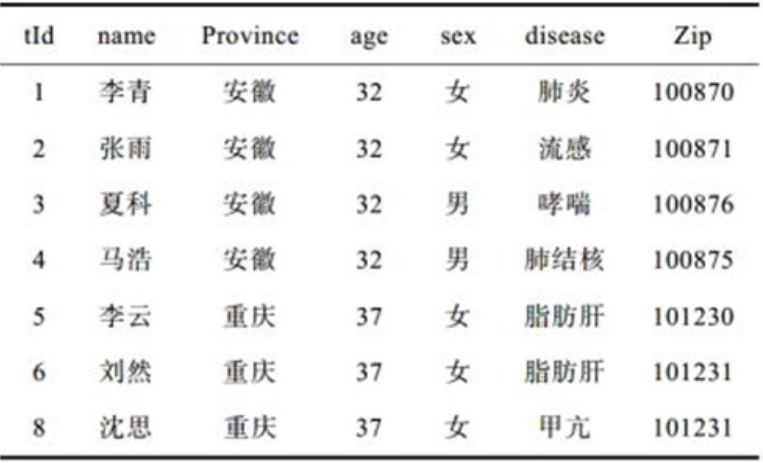 tId name Province age sex disease Zip
1 李青 安徽 32 女 肺炎 100870
2 张雨 安徽 32 女 流感 100871
3 夏科 安徽 32 男 哮喘 100876
4 马浩 安徽 32 男 肺结核 100875
5 李云 重庆 37 女 脂肪肝 101230
6 刘然 重庆 37 女 脂肪肝 101231
8 沈思 重庆 37 女 甲亢 101231